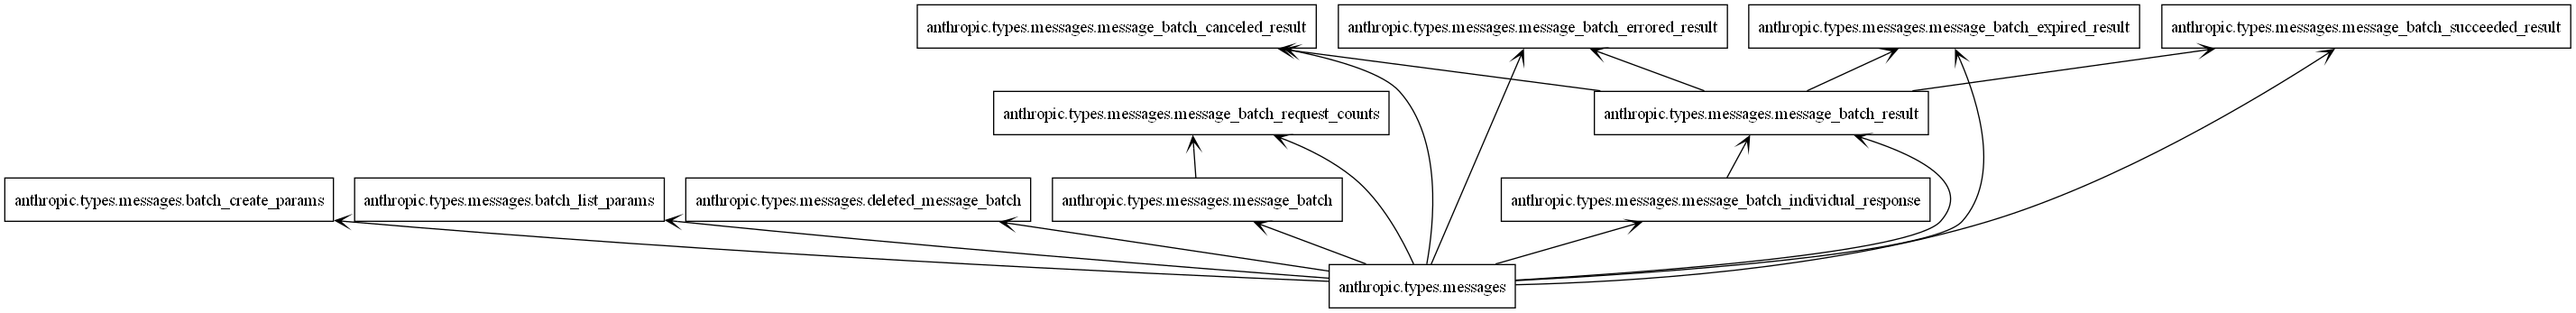 anthropic.types.messages.message_batch_canceled_result
anthropic.types.messages.message_batch_errored_result
anthropic.types.messages.message_batch_expired_result
anthropic.types.messages.message_batch_succeeded_result
anthropic.types.messages.message_batch_request_counts
anthropic.types.messages.message_batch_result
anthropic.types.messages.batch_create_params
anthropic.types.messages.batch_list_params
anthropic.types.messages.deleted_message_batch
anthropic.types.messages.message_batch
anthropic.types.messages.message_batch_individual_response
anthropic.types.messages